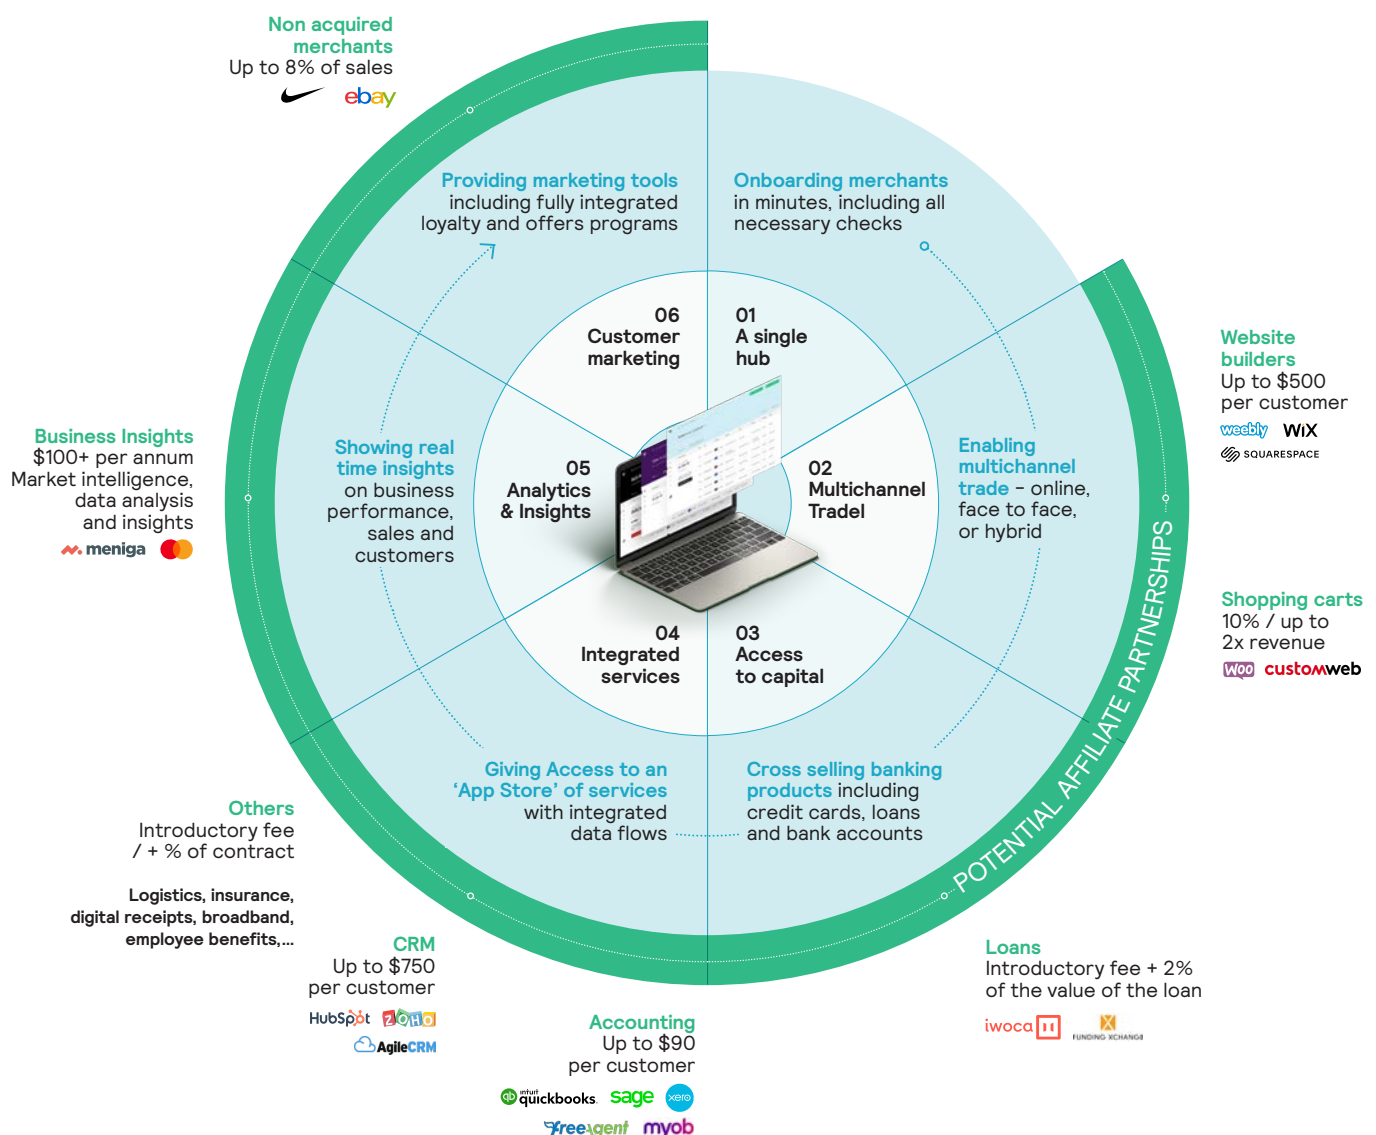 Non acquired
merchants
Up to 8% of sales
ebay
Providing marketing tools
including fully integrated
loyalty and offers programs
Onboarding merchants
in minutes, including all
necessary checks
06
Customer
marketing
01
A single
hub
Website
builders
Up to $500
per customer
weebly WiX
SQUARESPACE
Business Insights
$100+ per annum
Market intelligence,
data analysis
and insights
meniga
Showing real
time insights
on business
performance,
sales and
customers
05
Analytics
& Insights
02
Multichannel
Tradel
Enabling
multichannel
trade – online,
face to face,
or hybrid
POTENTIAL AFFILIATE PARTNERSHIPS
Shopping carts
10% / up to
2x revenue
Woo customweb
04
Integrated
services
03
Access
to capital
Giving Access to an
‘App Store’ of services
with integrated
data flows
Cross selling banking
products including
credit cards, loans
and bank accounts
Others
Introductory fee
/ + % of contract
Logistics, insurance,
digital receipts, broadband,
employee benefits,...
CRM
Up to $750
per customer
HubSpot ZOHO
AgileCRM
Accounting
Up to $90
per customer
qb intuit quickbooks. sage xero
freeagent myob
Loans
Introductory fee + 2%
of the value of the loan
iwoca
FUNDING XCHANGE